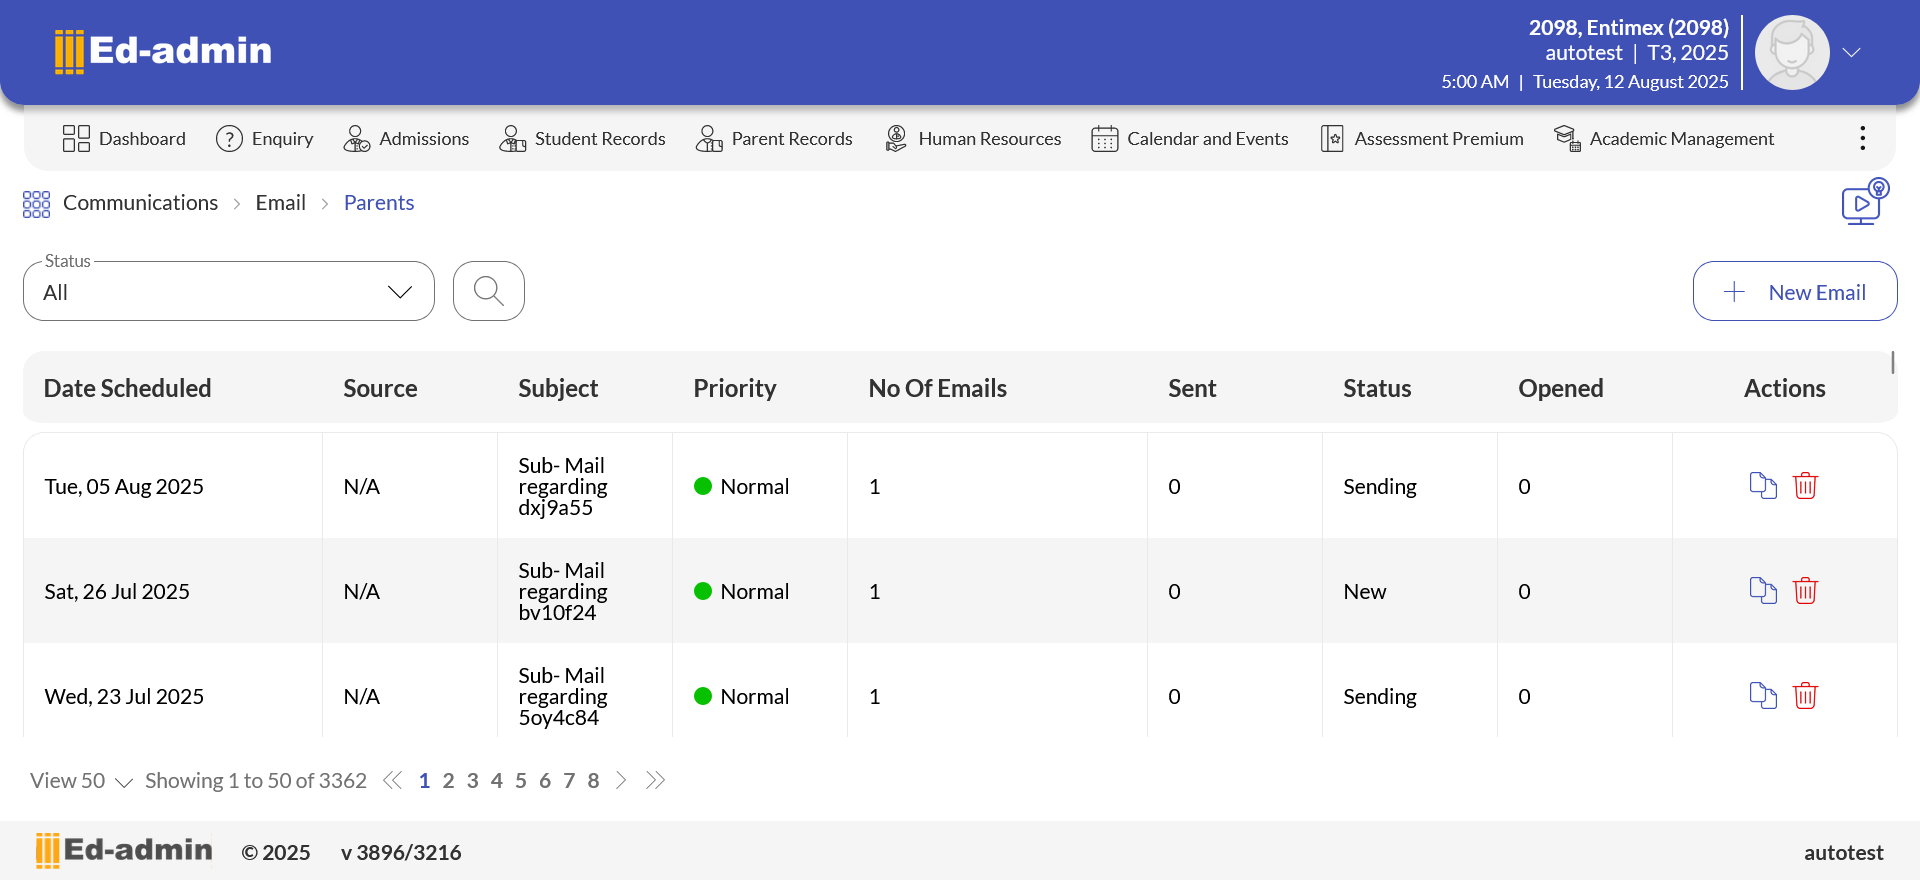 Ed-admin
2098, Entimex (2098)
autotest | T3, 2025
5:00 AM | Tuesday, 12 August 2025
Dashboard Enquiry Admissions Student Records Parent Records Human Resources Calendar and Events Assessment Premium Academic Management
Communications > Email > Parents
Status
All
New Email
Date Scheduled Source Subject Priority No Of Emails Sent Status Opened Actions
Tue, 05 Aug 2025 N/A Sub- Mail regarding dxj9a55 Normal 1 0 Sending 0
Sat, 26 Jul 2025 N/A Sub- Mail regarding bv10f24 Normal 1 0 New 0
Wed, 23 Jul 2025 N/A Sub- Mail regarding 5oy4c84 Normal 1 0 Sending 0
View 50 Showing 1 to 50 of 3362 1 2 3 4 5 6 7 8
Ed-admin © 2025 v 3896/3216 autotest